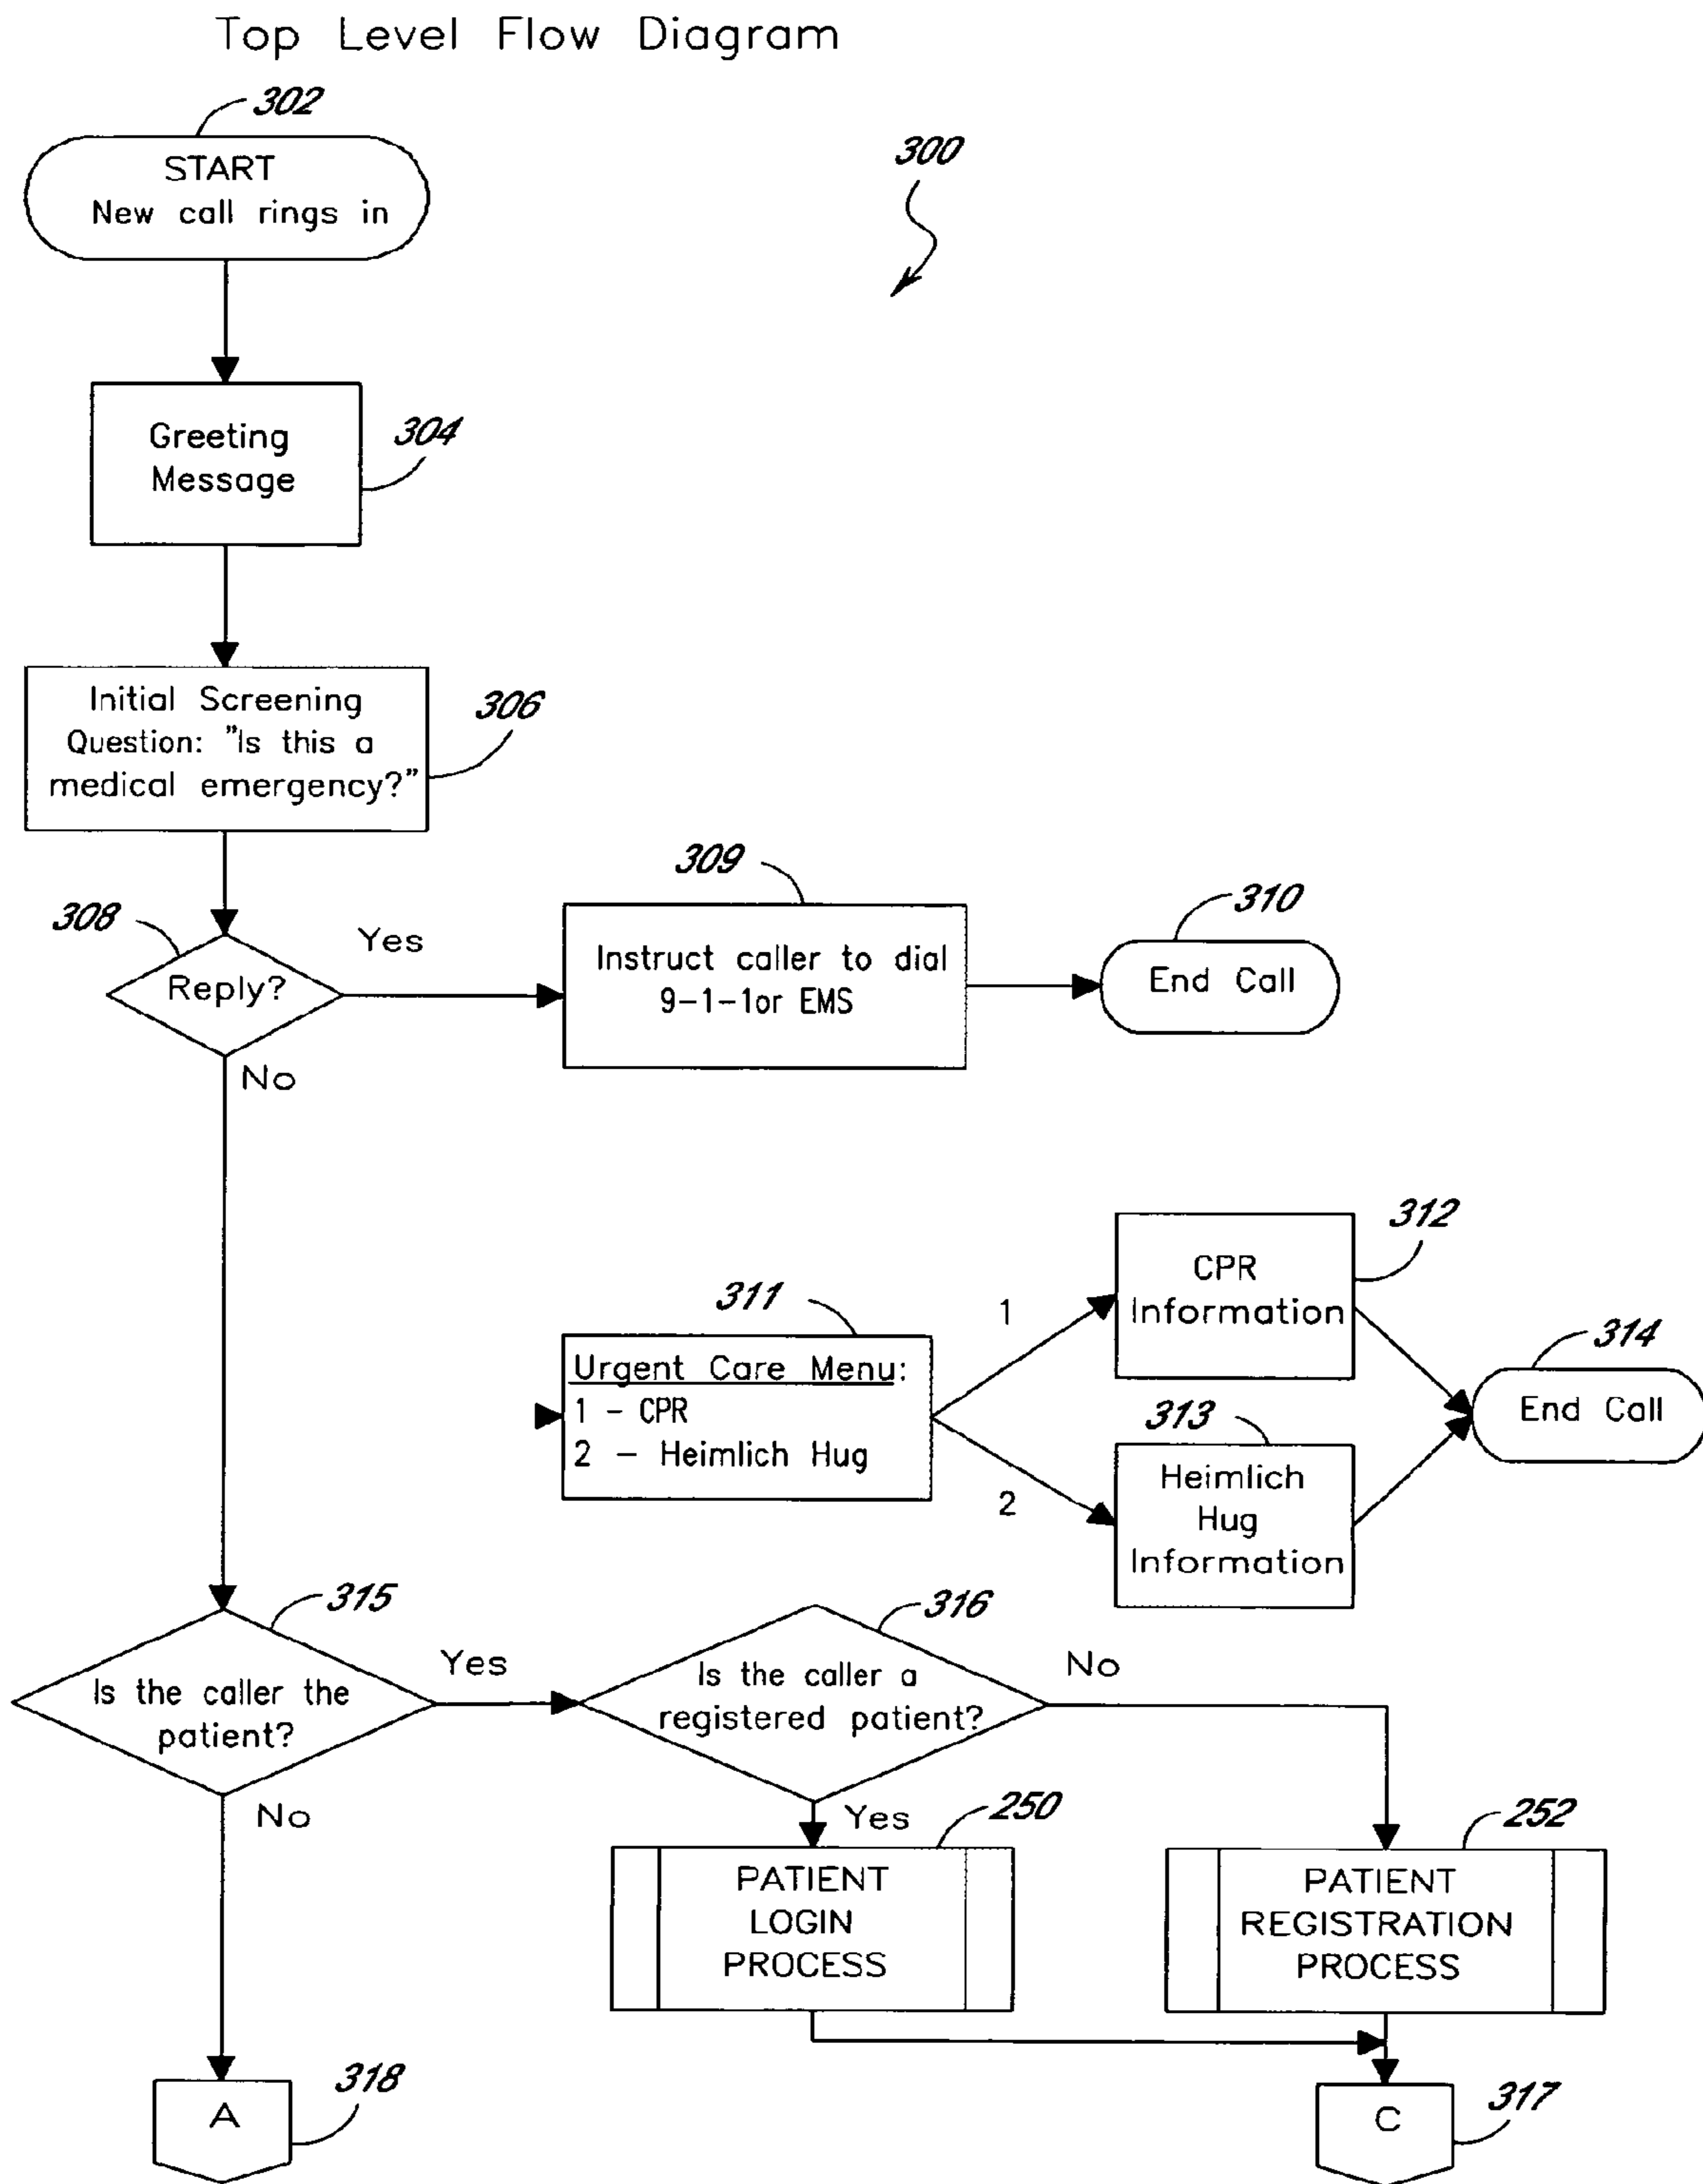 Top Level Flow Diagram
302
START
New call rings in
300
Greeting
Message
304
Initial Screening
Question: "Is this a
medical emergency?"
306
308
Reply?
Yes
No
309
Instruct caller to dial
9-1-1or EMS
310
End Call
311
Urgent Care Menu:
1 - CPR
2 - Heimlich Hug
1
2
312
CPR
Information
313
Heimlich
Hug
Information
314
End Call
315
Is the caller the
patient?
Yes
No
316
Is the caller a
registered patient?
No
Yes
250
PATIENT
LOGIN
PROCESS
252
PATIENT
REGISTRATION
PROCESS
A
318
C
317